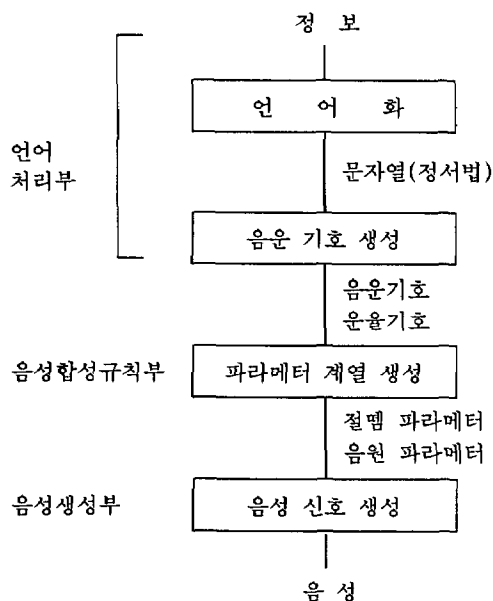 정 보
언 어 화
언어
처리부
문자열(정서법)
음운 기호 생성
음운기호
운율기호
음성합성규칙부
파라메터 계열 생성
절뎀 파라메터
음원 파라메터
음성생성부
음성 신호 생성
음 성